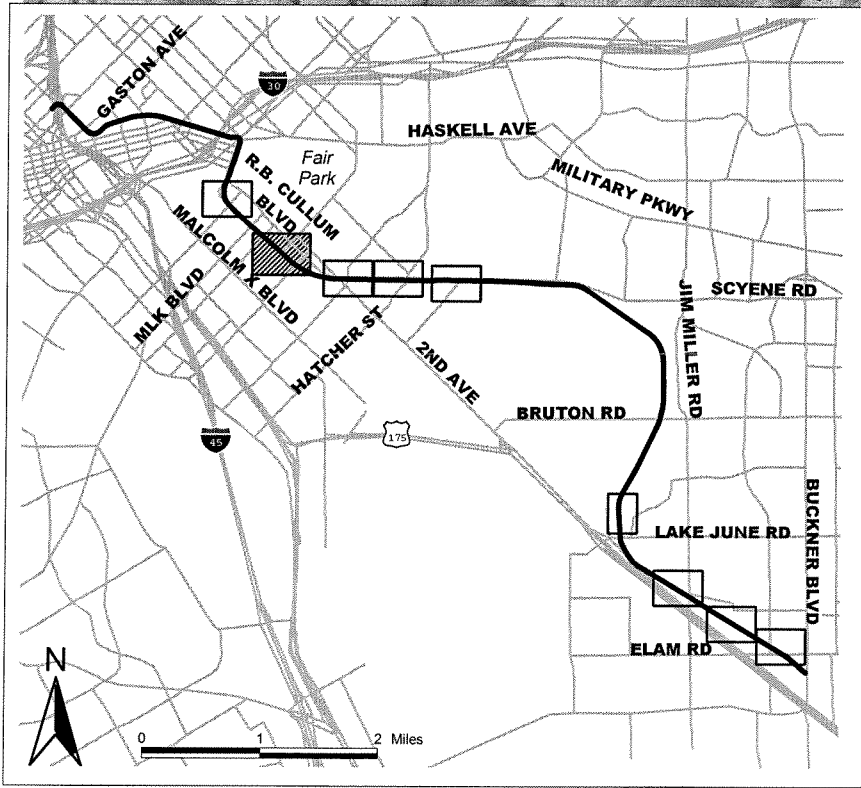 GASTON AVE
30
HASKELL AVE
Fair
Park
R.B. CULLUM
BLVD
MILITARY PKWY
MALCOLM X BLVD
MLK BLVD
SCYENE RD
JIM MILLER RD
HATCHER ST
2ND AVE
BRUTON RD
175
45
BUCKNER BLVD
LAKE JUNE RD
ELAM RD
N
0 1 2 Miles